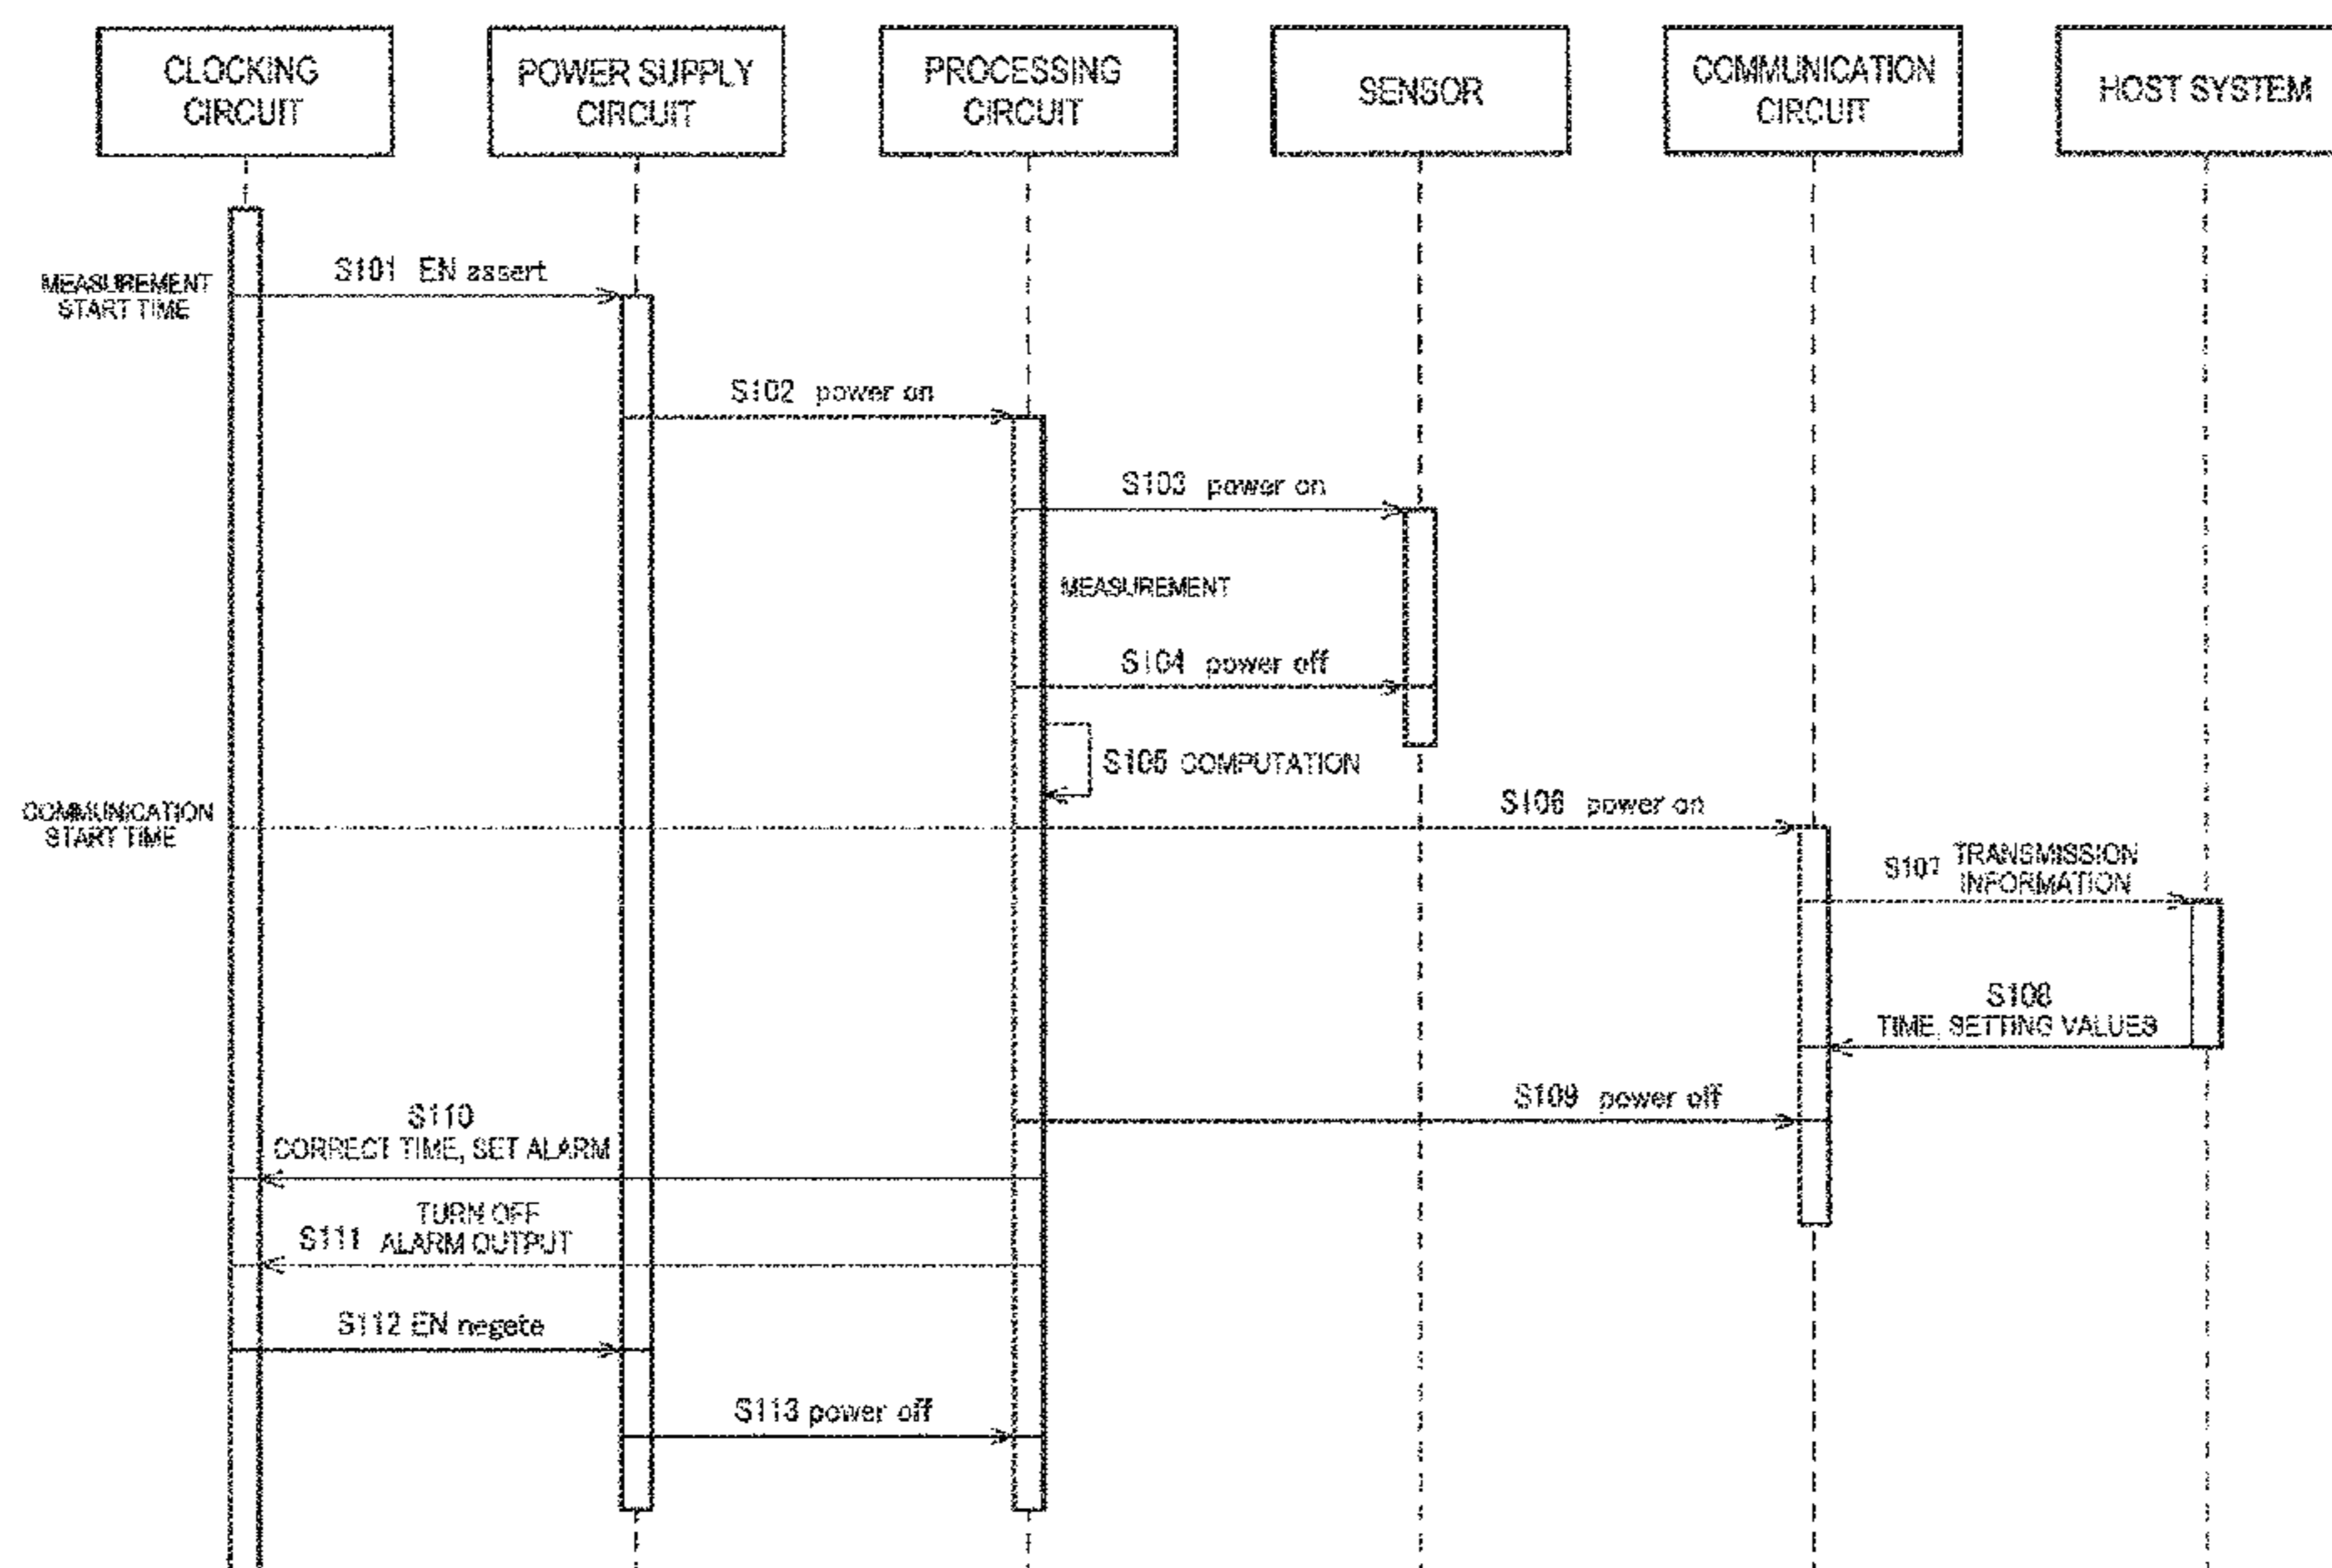 CLOCKING
CIRCUIT
POWER SUPPLY
CIRCUIT
PROCESSING
CIRCUIT
SENSOR
COMMUNICATION
CIRCUIT
HOST SYSTEM
MEASUREMENT
START TIME
S101 EN assert
S102 power on
S103 power on
MEASUREMENT
S104 power off
S105 COMPUTATION
COMMUNICATION
START TIME
S106 power on
S107 TRANSMISSION
INFORMATION
S108
TIME, SETTING VALUES
S109 power off
S110
CORRECT TIME, SET ALARM
TURN OFF
S111 ALARM OUTPUT
S112 EN negate
S113 power off